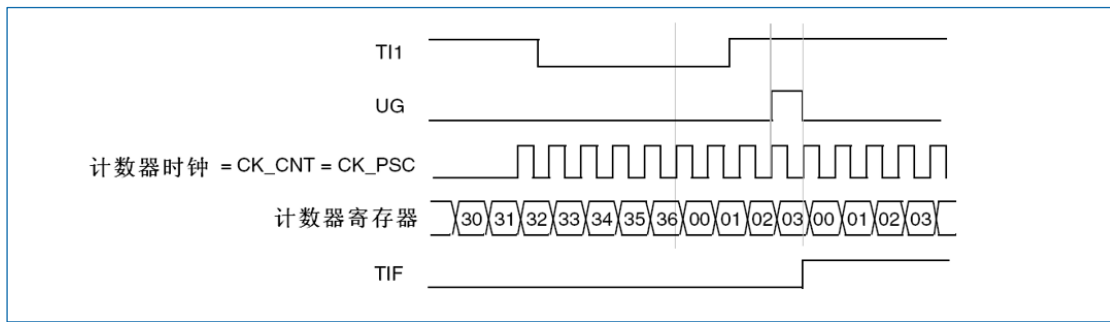 TI1
UG
计数器时钟 = CK_CNT = CK_PSC
计数器寄存器 30 31 32 33 34 35 36 00 01 02 03 00 01 02 03
TIF